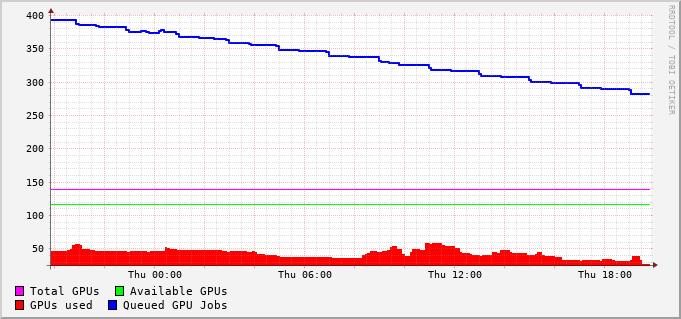 RRDTOOL / TOBI OETIKER
400
350
300
250
200
150
100
50
Thu 00:00 Thu 06:00 Thu 12:00 Thu 18:00
Total GPUs Available GPUs
GPUs used Queued GPU Jobs